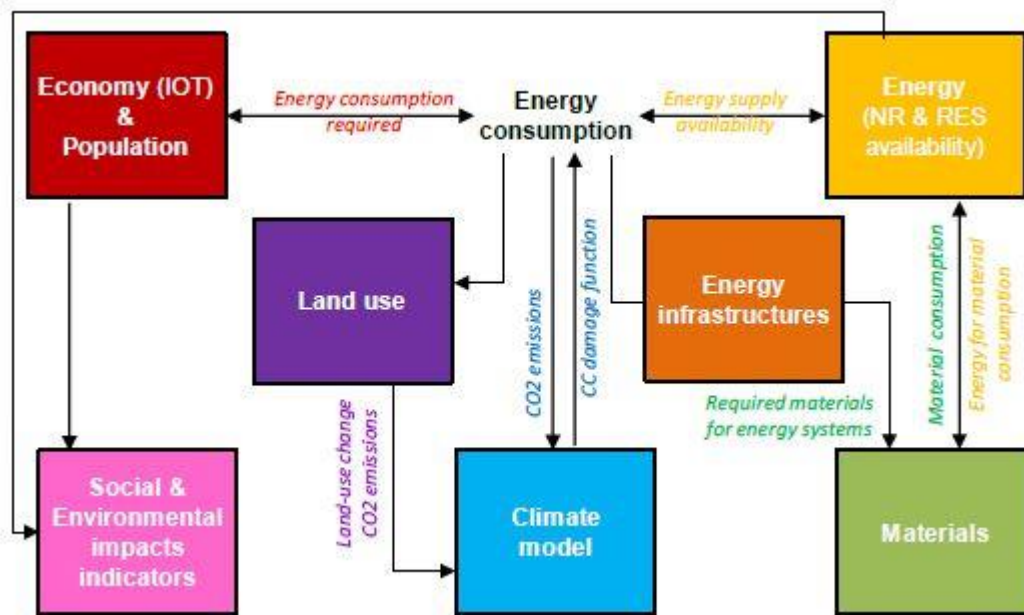 Economy (IOT)
&
Population
Energy consumption
required
Energy
consumption
Energy supply
availability
Energy
(NR & RES
availability)
Land use
CO2 emissions
CC damage function
Energy
infrastructures
Material consumption
Energy for material
consumption
Land-use change
CO2 emissions
Required materials
for energy systems
Social &
Environmental
impacts
indicators
Climate
model
Materials